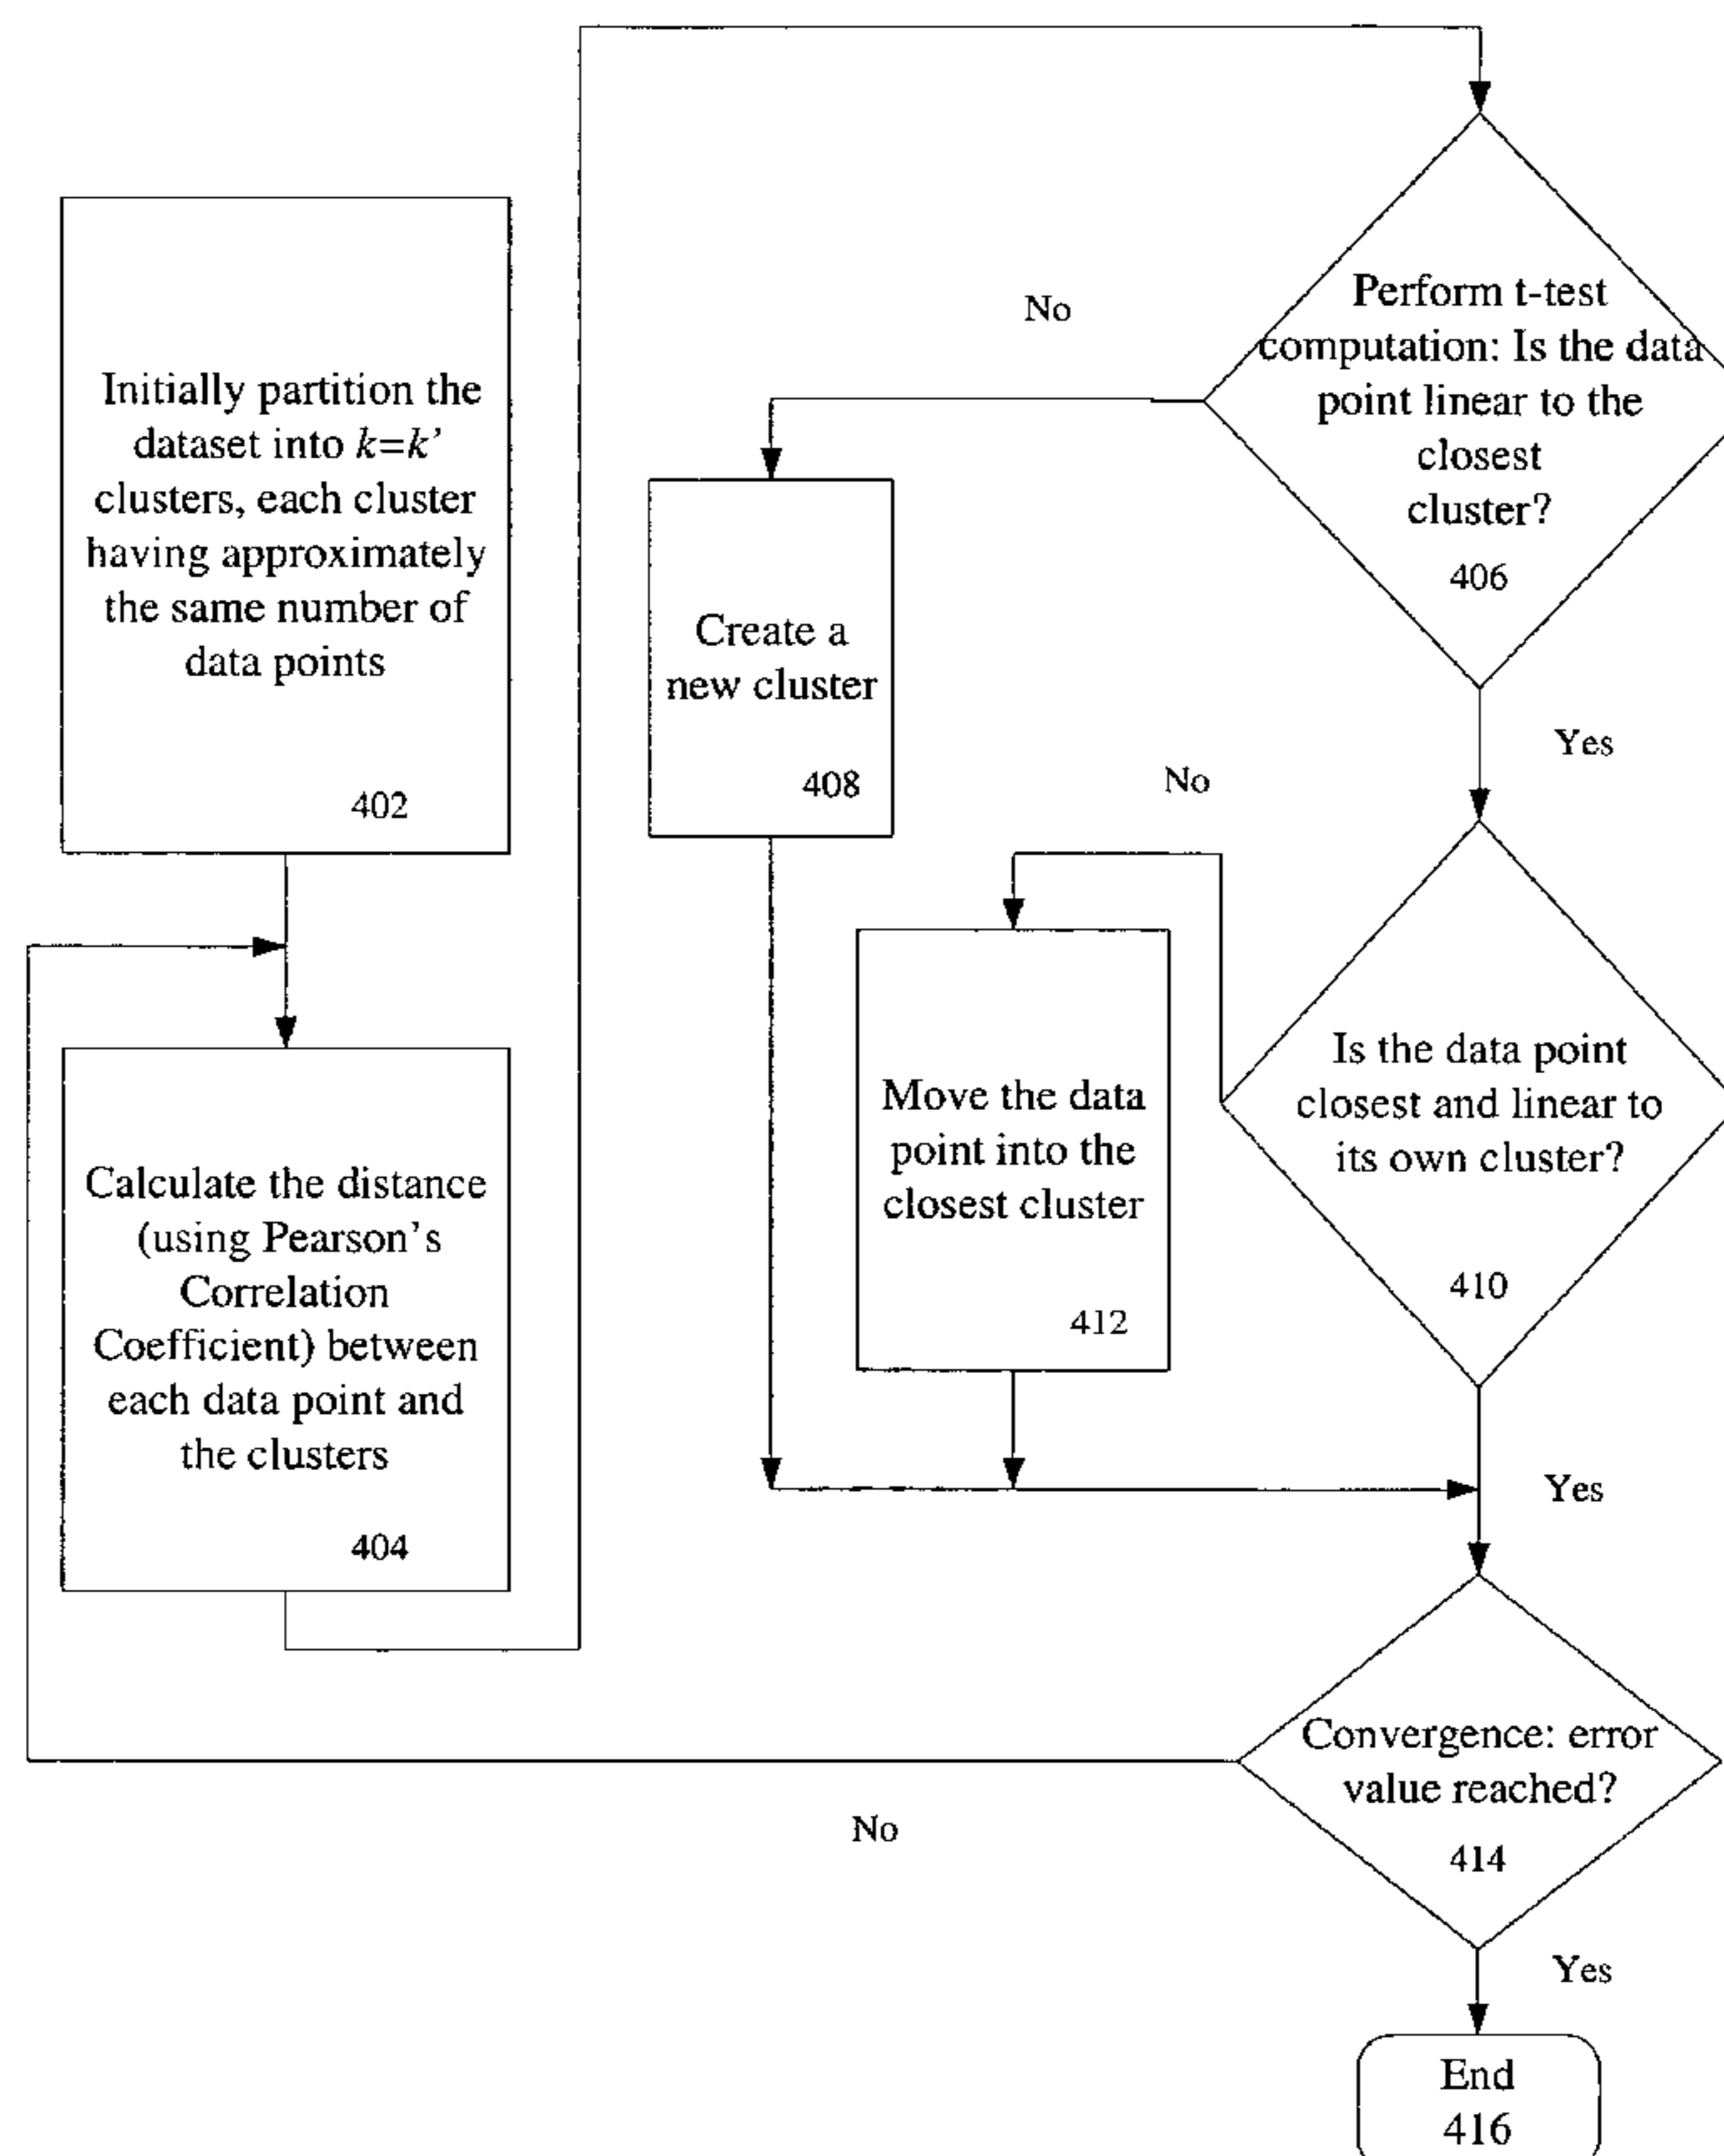 Initially partition the
dataset into k=k’
clusters, each cluster
having approximately
the same number of
data points
402
Calculate the distance
(using Pearson’s
Correlation
Coefficient) between
each data point and
the clusters
404
Perform t-test
computation: Is the data
point linear to the
closest
cluster?
406
No
Yes
Create a
new cluster
408
Is the data point
closest and linear to
its own cluster?
410
No
Yes
Move the data
point into the
closest cluster
412
Convergence: error
value reached?
414
No
Yes
End
416